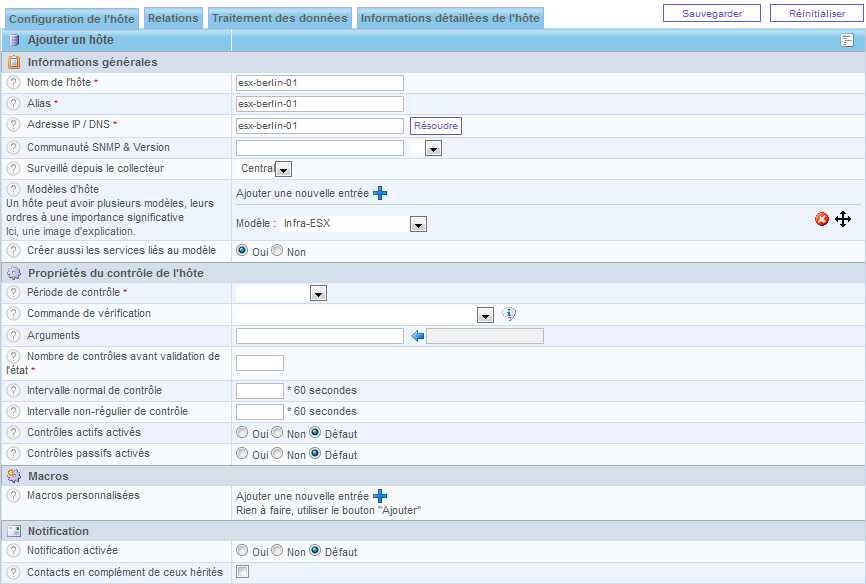 Configuration de l'hôte Relations Traitement des données Informations détaillées de l'hôte Sauvegarder Réinitialiser
Ajouter un hôte
Informations générales
Nom de l'hôte * esx-berlin-01
Alias * esx-berlin-01
Adresse IP / DNS * esx-berlin-01 Résoudre
Communauté SNMP & Version
Surveillé depuis le collecteur Central
Modèles d'hôte
Un hôte peut avoir plusieurs modèles, leurs
ordres à une importance significative
Ici, une image d'explication.
Ajouter une nouvelle entrée
Modèle : Infra-ESX
Créer aussi les services liés au modèle Oui Non
Propriétés du contrôle de l'hôte
Période de contrôle *
Commande de vérification
Arguments
Nombre de contrôles avant validation de
l'état *
Intervalle normal de contrôle * 60 secondes
Intervalle non-régulier de contrôle * 60 secondes
Contrôles actifs activés Oui Non Défaut
Contrôles passifs activés Oui Non Défaut
Macros
Macros personnalisées Ajouter une nouvelle entrée
Rien à faire, utiliser le bouton "Ajouter"
Notification
Notification activée Oui Non Défaut
Contacts en complément de ceux hérités